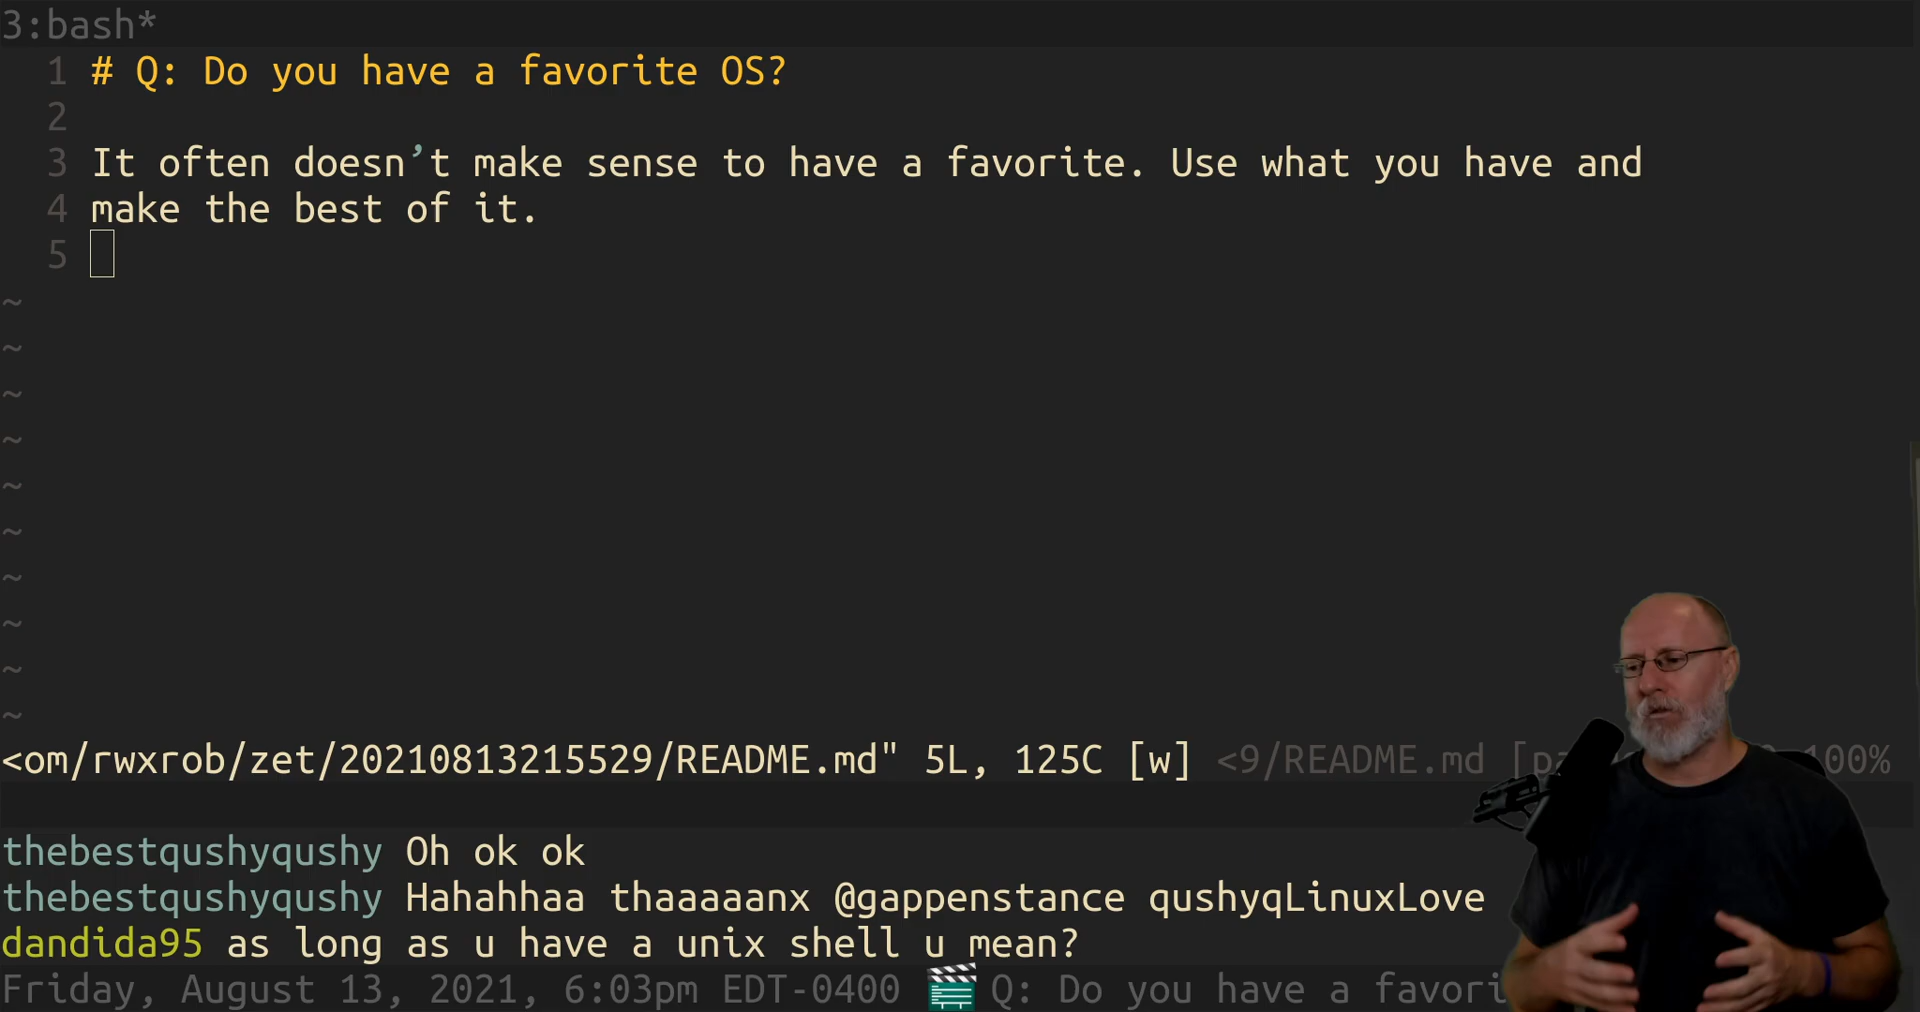 3:bash*
1 # Q: Do you have a favorite OS?
2
3 It often doesn’t make sense to have a favorite. Use what you have and
4 make the best of it.
5
~
~
~
~
~
~
~
~
~
~
<om/rwxrob/zet/20210813215529/README.md" 5L, 125C [w] <9/README.md 100%
thebestqushyqushy Oh ok ok
thebestqushyqushy Hahahhaa thaaaaanx @gappenstance qushyqLinuxLove
dandida95 as long as u have a unix shell u mean?
Friday, August 13, 2021, 6:03pm EDT-0400 🎬 Q: Do you have a